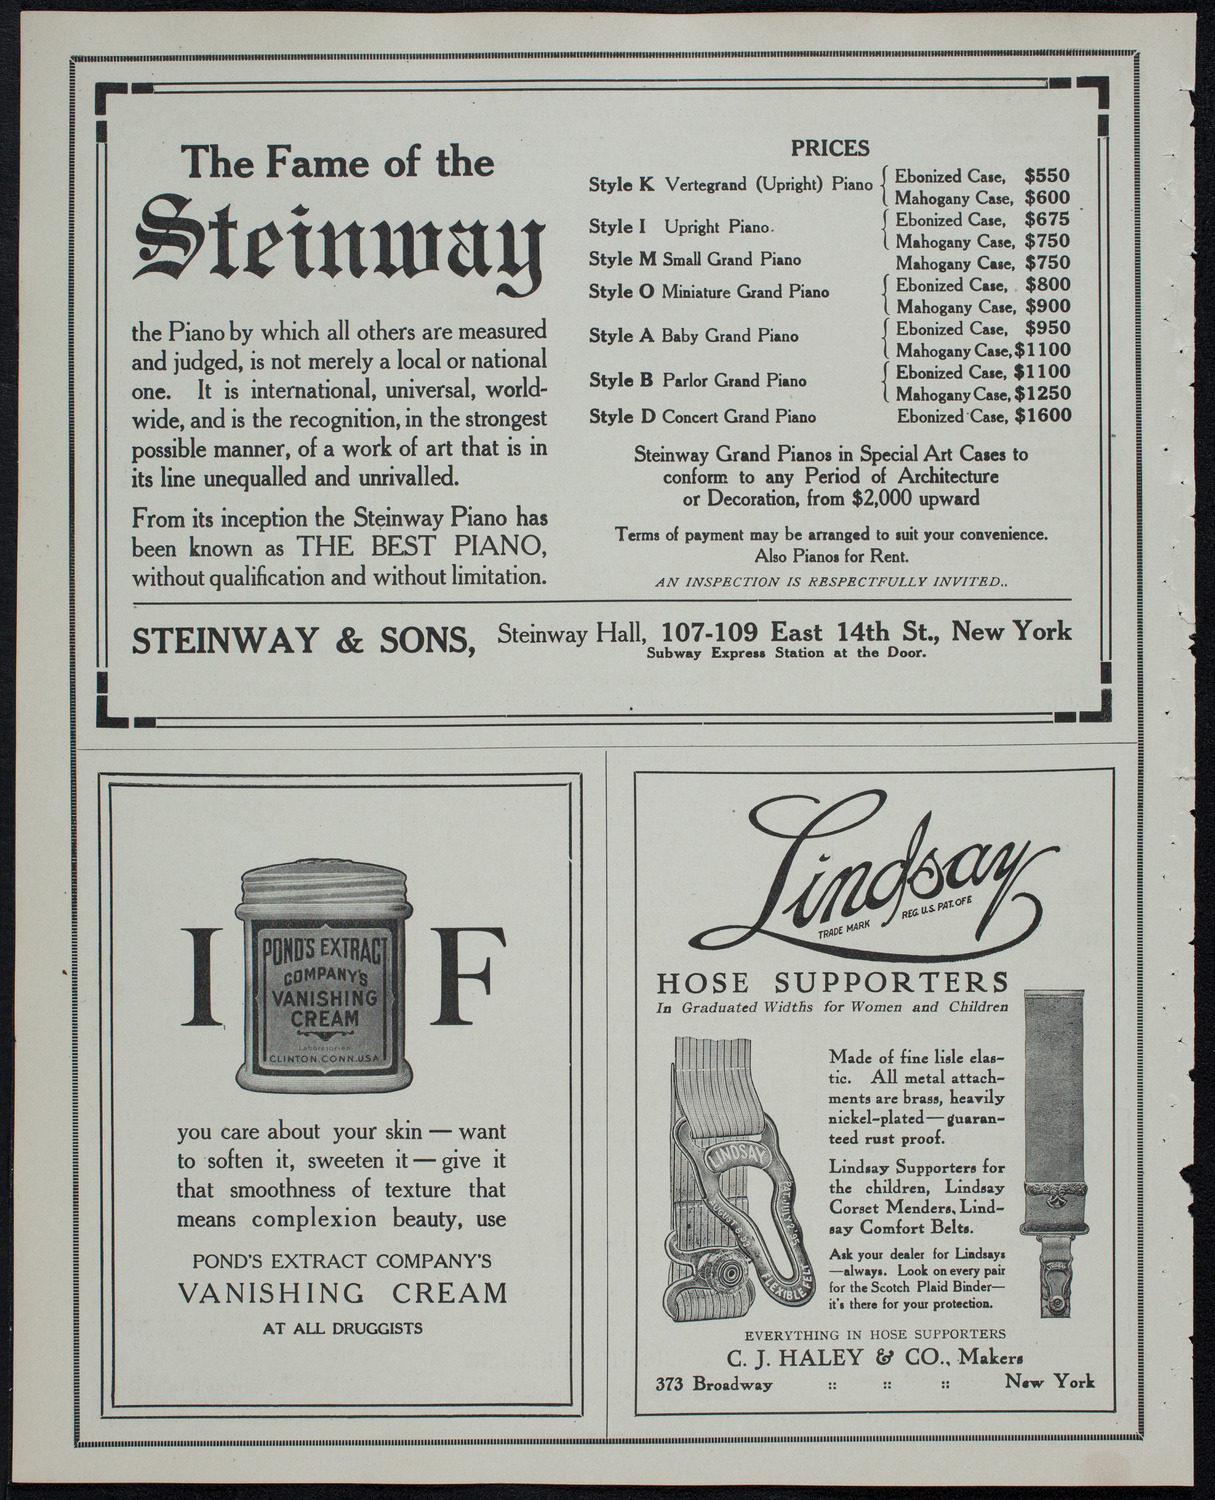 The Fame of the
Steinway
the Piano by which all others are measured
and judged, is not merely a local or national
one. It is international, universal, world-
wide, and is the recognition, in the strongest
possible manner, of a work of art that is in
its line unequalled and unrivalled.
From its inception the Steinway Piano has
been known as THE BEST PIANO,
without qualification and without limitation.
PRICES
Style K Vertegrand (Upright) Piano { Ebonized Case, $550
Mahogany Case, $600
Style I Upright Piano. { Ebonized Case, $675
Mahogany Case, $750
Style M Small Grand Piano Mahogany Case, $750
Style O Miniature Grand Piano { Ebonized Case, $800
Mahogany Case, $900
Style A Baby Grand Piano { Ebonized Case, $950
Mahogany Case, $1100
Style B Parlor Grand Piano { Ebonized Case, $1100
Mahogany Case, $1250
Style D Concert Grand Piano Ebonized Case, $1600
Steinway Grand Pianos in Special Art Cases to
conform to any Period of Architecture
or Decoration, from $2,000 upward
Terms of payment may be arranged to suit your convenience.
Also Pianos for Rent.
AN INSPECTION IS RESPECTFULLY INVITED..
STEINWAY & SONS, Steinway Hall, 107-109 East 14th St., New York
Subway Express Station at the Door.
I F
POND'S EXTRACT
COMPANY'S
VANISHING
CREAM
Laboratories
CLINTON, CONN. USA
you care about your skin — want
to soften it, sweeten it — give it
that smoothness of texture that
means complexion beauty, use
POND'S EXTRACT COMPANY'S
VANISHING CREAM
AT ALL DRUGGISTS
Lindsay
TRADE MARK REG. U.S. PAT. OFF.
HOSE SUPPORTERS
In Graduated Widths for Women and Children
Made of fine lisle elas-
tic. All metal attach-
ments are brass, heavily
nickel-plated—guaran-
teed rust proof.
Lindsay Supporters for
the children, Lindsay
Corset Menders, Lind-
say Comfort Belts.
Ask your dealer for Lindsays
—always. Look on every pair
for the Scotch Plaid Binder—
it's there for your protection.
LINDSAY
FLEXIBLE FELT
EVERYTHING IN HOSE SUPPORTERS
C. J. HALEY & CO., Makers
373 Broadway :: :: :: New York